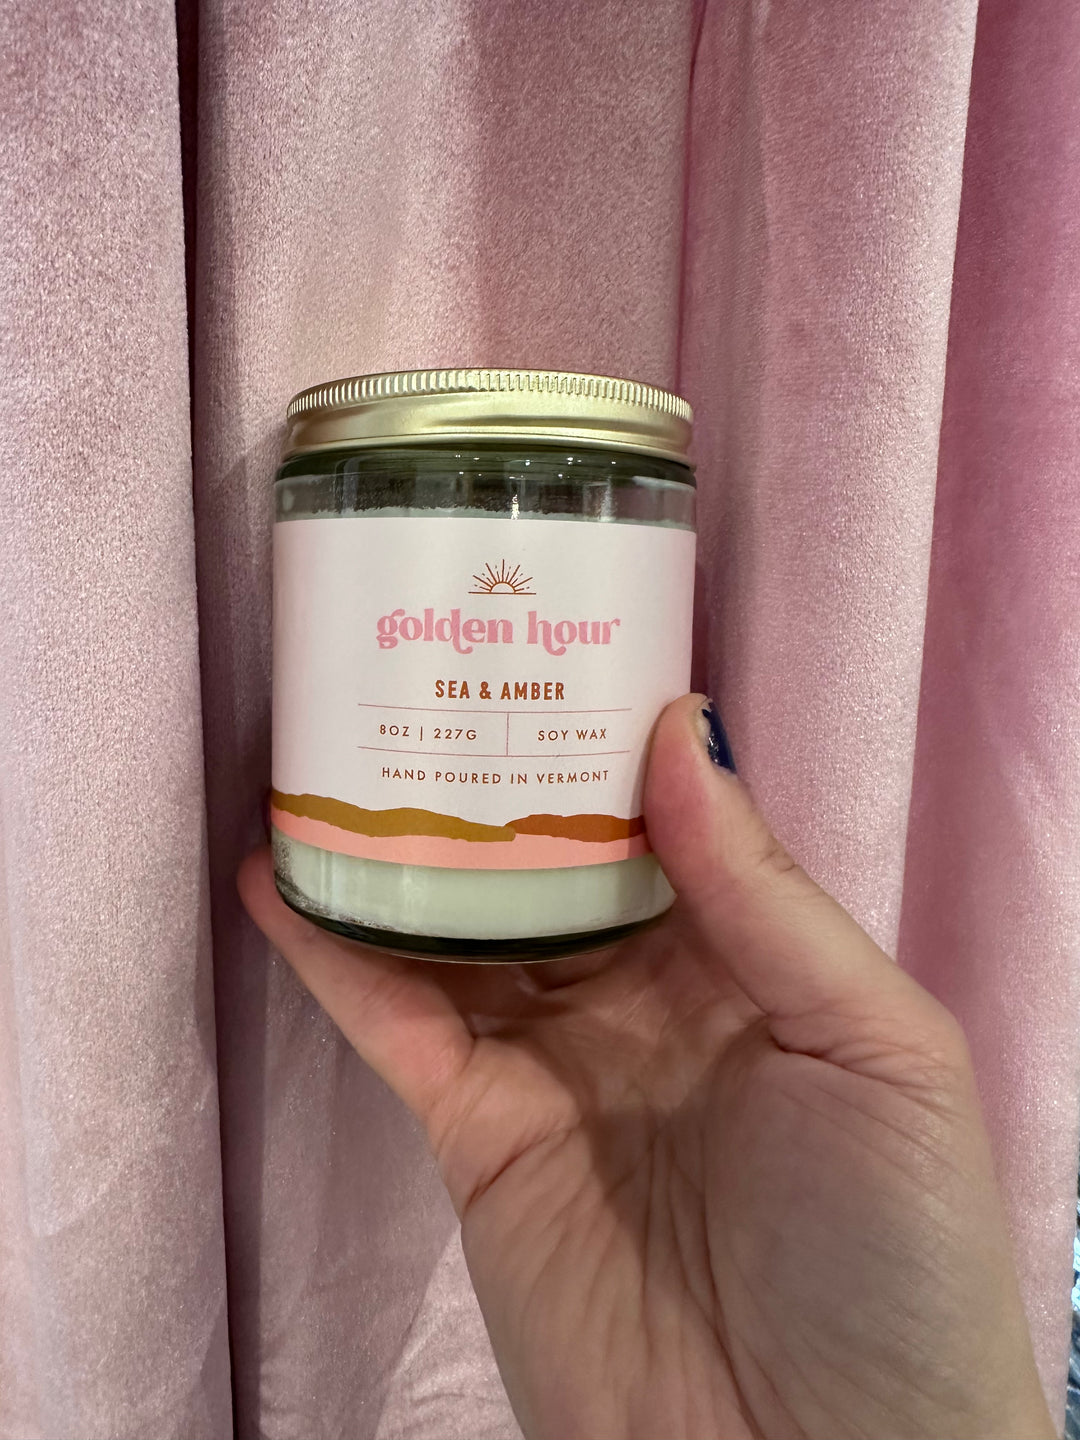 golden hour
SEA & AMBER
8OZ | 227G
SOY WAX
HAND POURED IN VERMONT